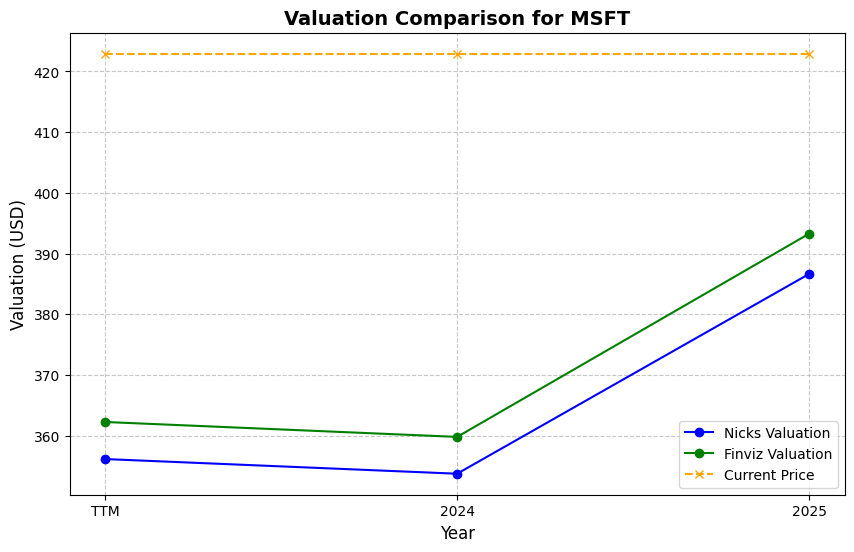 Valuation Comparison for MSFT
Valuation (USD)
420
410
400
390
380
370
360
TTM
2024
2025
Year
Nicks Valuation
Finviz Valuation
Current Price